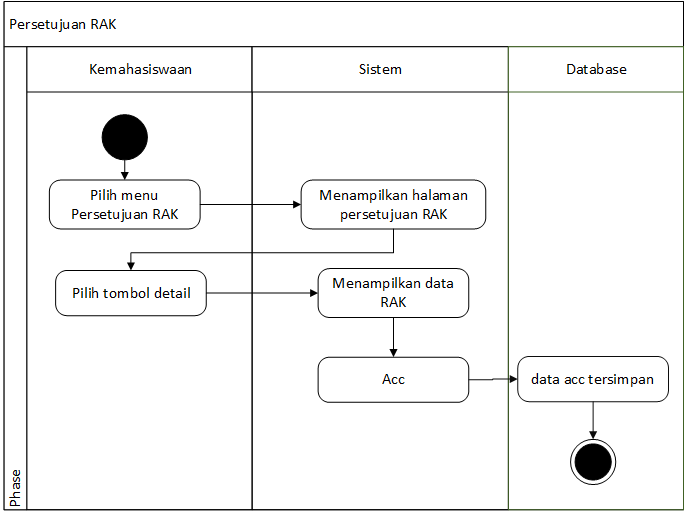 Persetujuan RAK
Kemahasiswaan
Sistem
Database
Pilih menu
Persetujuan RAK
Menampilkan halaman
persetujuan RAK
Pilih tombol detail
Menampilkan data
RAK
Acc
data acc tersimpan
Phase